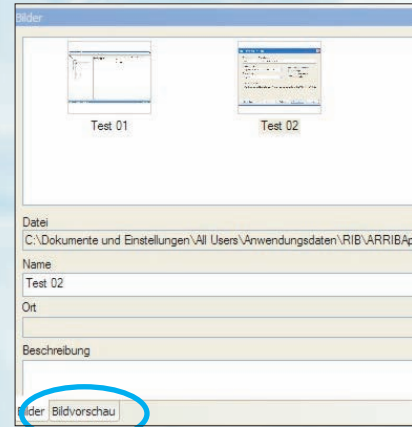 Bilder
Test 01 Test 02
Datei
C:\Dokumente und Einstellungen\All Users\Anwendungsdaten\RIB\ARRIBAp
Name
Test 02
Ort
Beschreibung
Bilder Bildvorschau